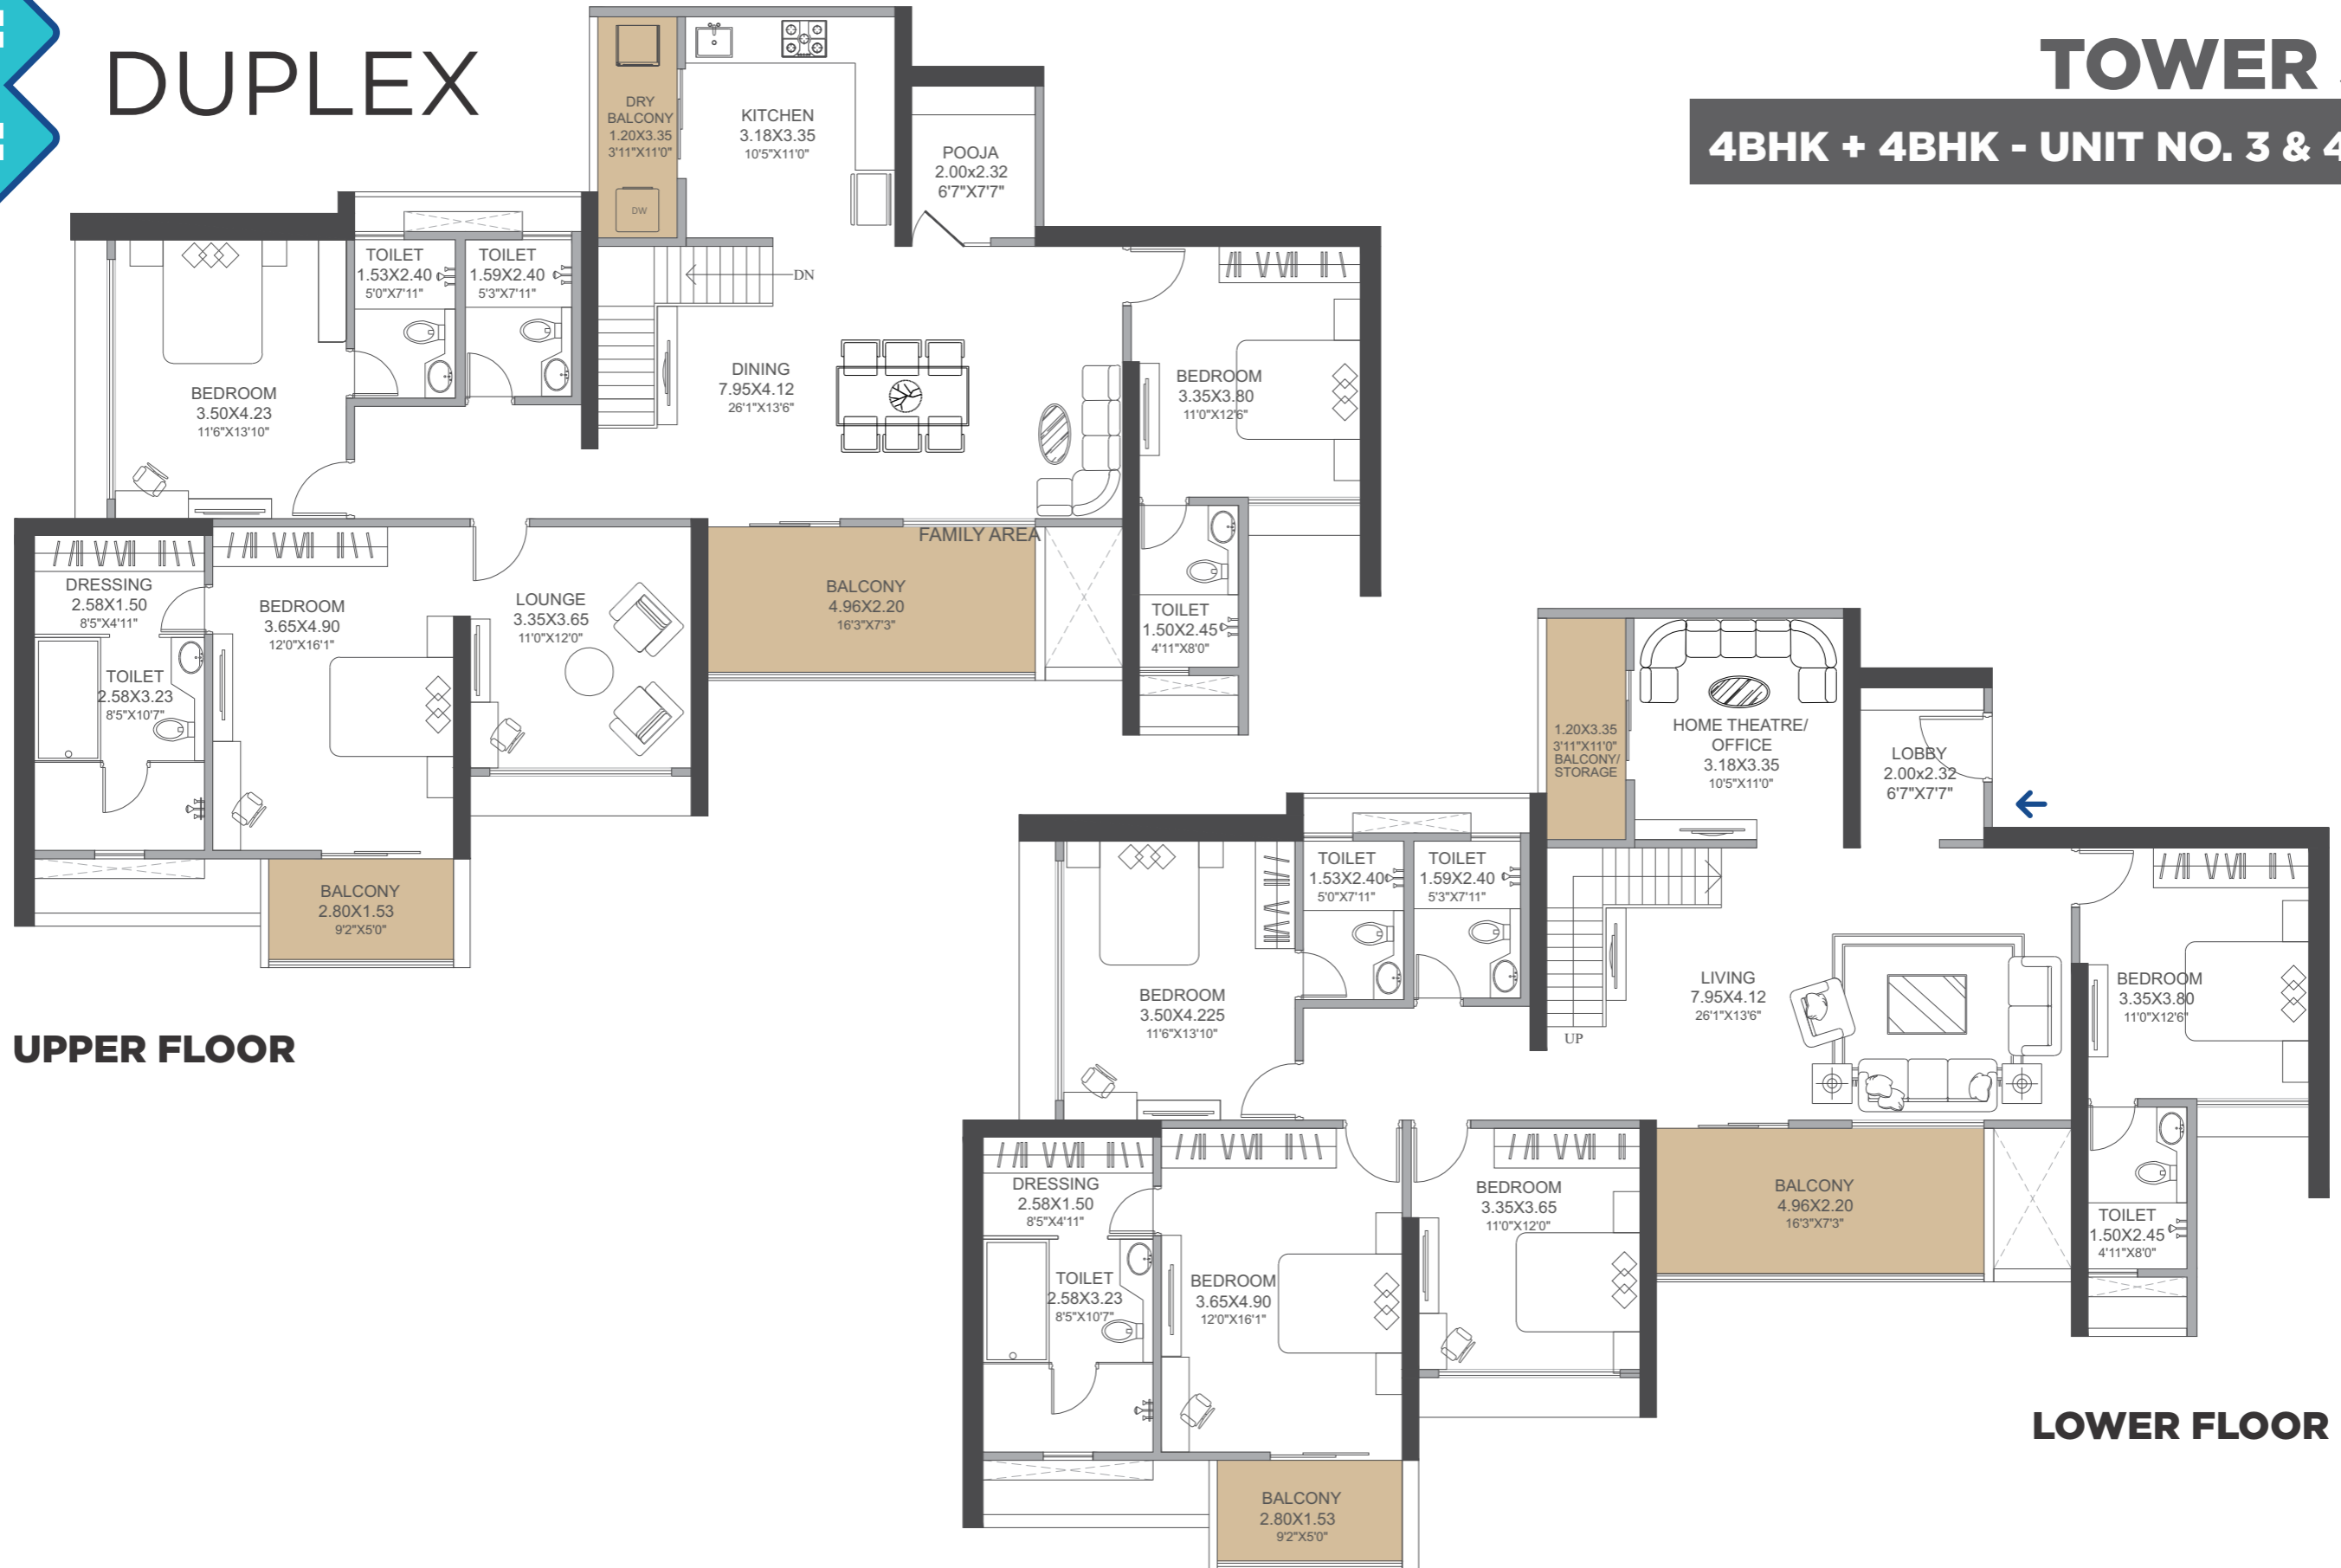 DUPLEX
TOWER
4BHK + 4BHK - UNIT NO. 3 & 4
DRY
BALCONY
1.20X3.35
3'11"X11'0"
DW
KITCHEN
3.18X3.35
10'5"X11'0"
POOJA
2.00x2.32
6'7"X7'7"
TOILET
1.53X2.40
5'0"X7'11"
TOILET
1.59X2.40
5'3"X7'11"
DN
BEDROOM
3.50X4.23
11'6"X13'10"
DINING
7.95X4.12
26'1"X13'6"
BEDROOM
3.35X3.80
11'0"X12'6"
FAMILY AREA
DRESSING
2.58X1.50
8'5"X4'11"
BEDROOM
3.65X4.90
12'0"X16'1"
LOUNGE
3.35X3.65
11'0"X12'0"
BALCONY
4.96X2.20
16'3"X7'3"
TOILET
1.50X2.45
4'11"X8'0"
TOILET
2.58X3.23
8'5"X10'7"
BALCONY
2.80X1.53
9'2"X5'0"
UPPER FLOOR
1.20X3.35
3'11"X11'0"
BALCONY/
STORAGE
HOME THEATRE/
OFFICE
3.18X3.35
10'5"X11'0"
LOBBY
2.00x2.32
6'7"X7'7"
TOILET
1.53X2.40
5'0"X7'11"
TOILET
1.59X2.40
5'3"X7'11"
BEDROOM
3.50X4.225
11'6"X13'10"
UP
LIVING
7.95X4.12
26'1"X13'6"
BEDROOM
3.35X3.80
11'0"X12'6"
DRESSING
2.58X1.50
8'5"X4'11"
BEDROOM
3.65X4.90
12'0"X16'1"
BEDROOM
3.35X3.65
11'0"X12'0"
BALCONY
4.96X2.20
16'3"X7'3"
TOILET
1.50X2.45
4'11"X8'0"
TOILET
2.58X3.23
8'5"X10'7"
BALCONY
2.80X1.53
9'2"X5'0"
LOWER FLOOR